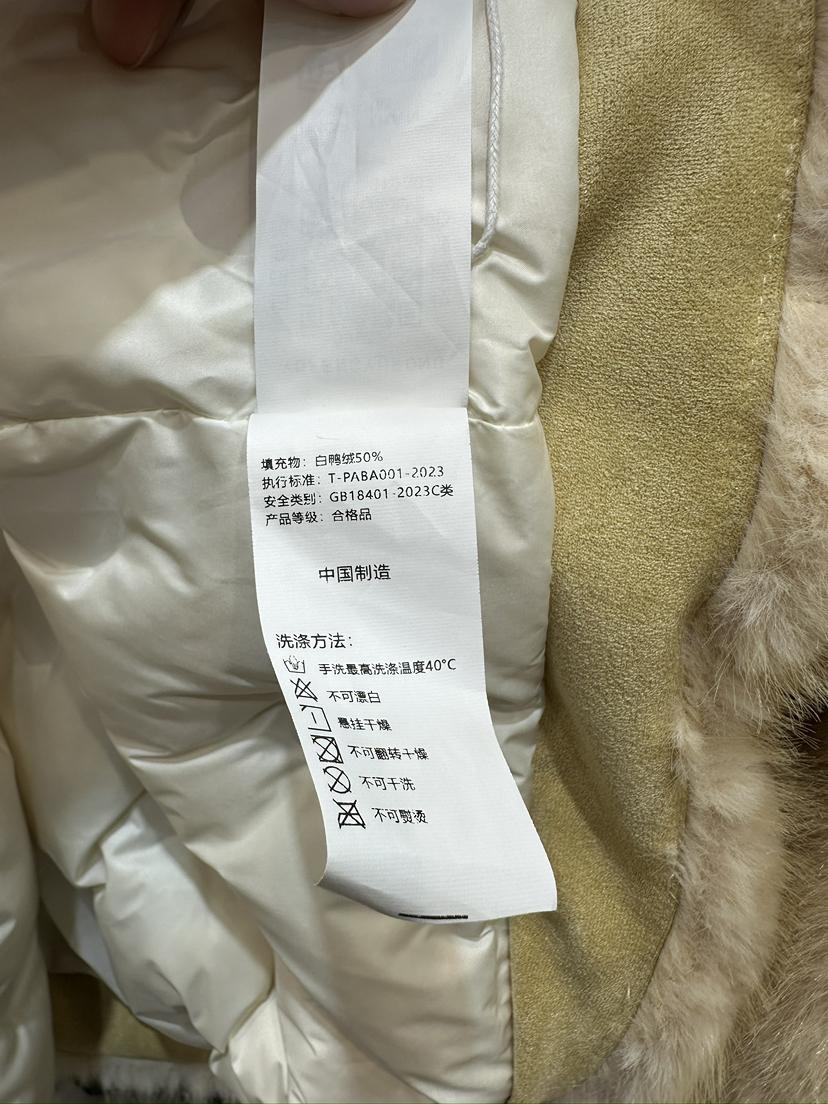 填充物：白鸭绒50%
执行标准：T-PABA001-2023
安全类别：GB18401-2023C类
产品等级：合格品
中国制造
洗涤方法：
手洗最高洗涤温度40°C
不可漂白
悬挂干燥
不可翻转干燥
不可干洗
不可熨烫